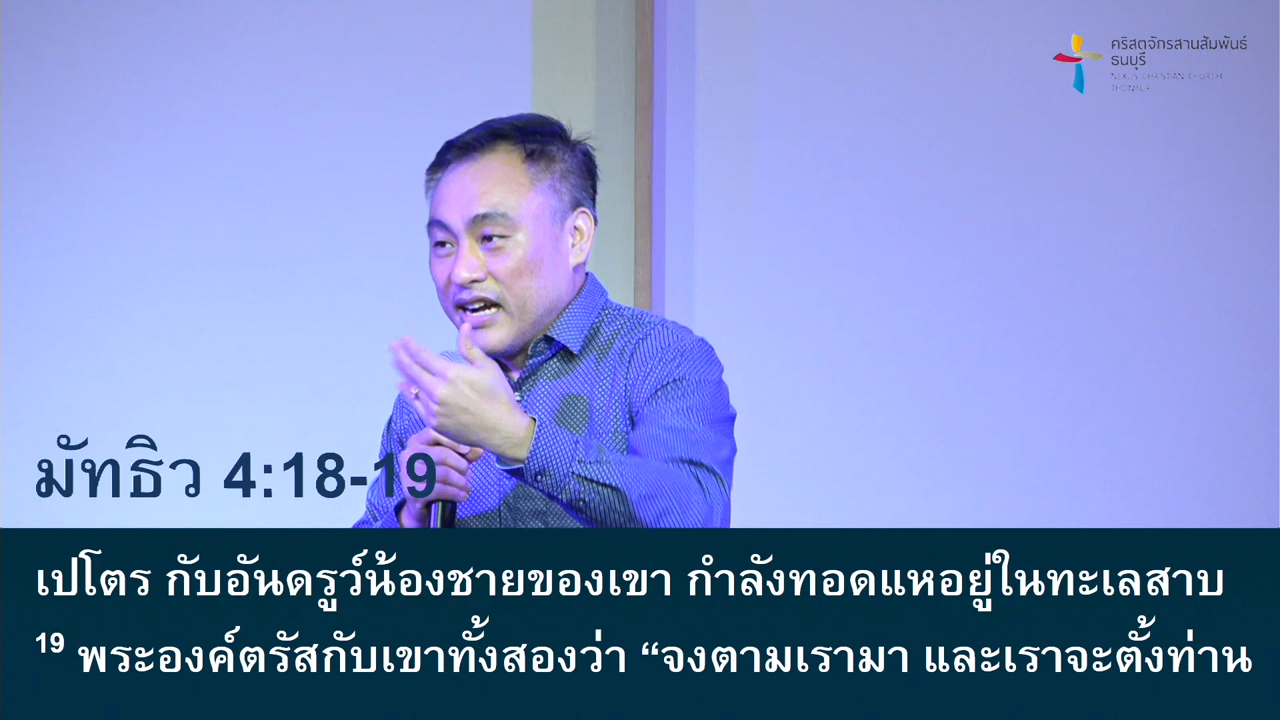 คริสตจักรสานสัมพันธ์
ธนบุรี
NEXUS CHRISTIAN CHURCH
THONBURI
มัทธิว 4:18-19
เปโตร กับอันดรูว์น้องชายของเขา กำลังทอดแหอยู่ในทะเลสาบ
19 พระองค์ตรัสกับเขาทั้งสองว่า “จงตามเรามา และเราจะตั้งท่าน